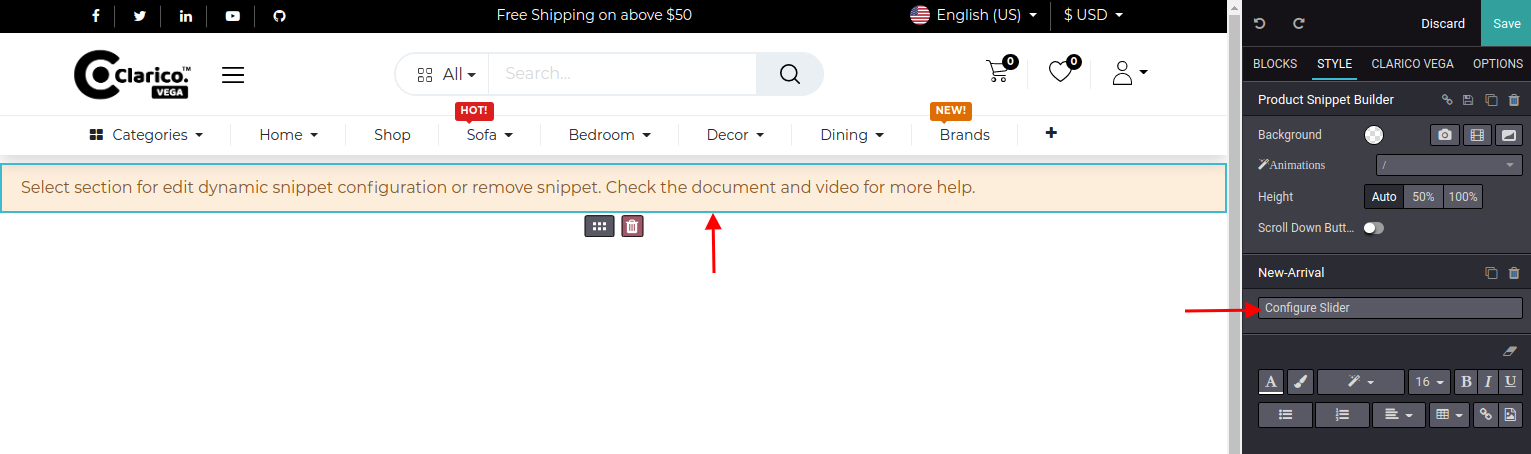 Free Shipping on above $50
English (US)
$ USD
Discard
Save
Clarico.™
VEGA
All
Search...
0
0
BLOCKS
STYLE
CLARICO VEGA
OPTIONS
Product Snippet Builder
HOT!
NEW!
Categories
Home
Shop
Sofa
Bedroom
Decor
Dining
Brands
Background
Animations
/
Select section for edit dynamic snippet configuration or remove snippet. Check the document and video for more help.
Height
Auto
50%
100%
Scroll Down Butt...
New-Arrival
Configure Slider
A
16
B
I
U